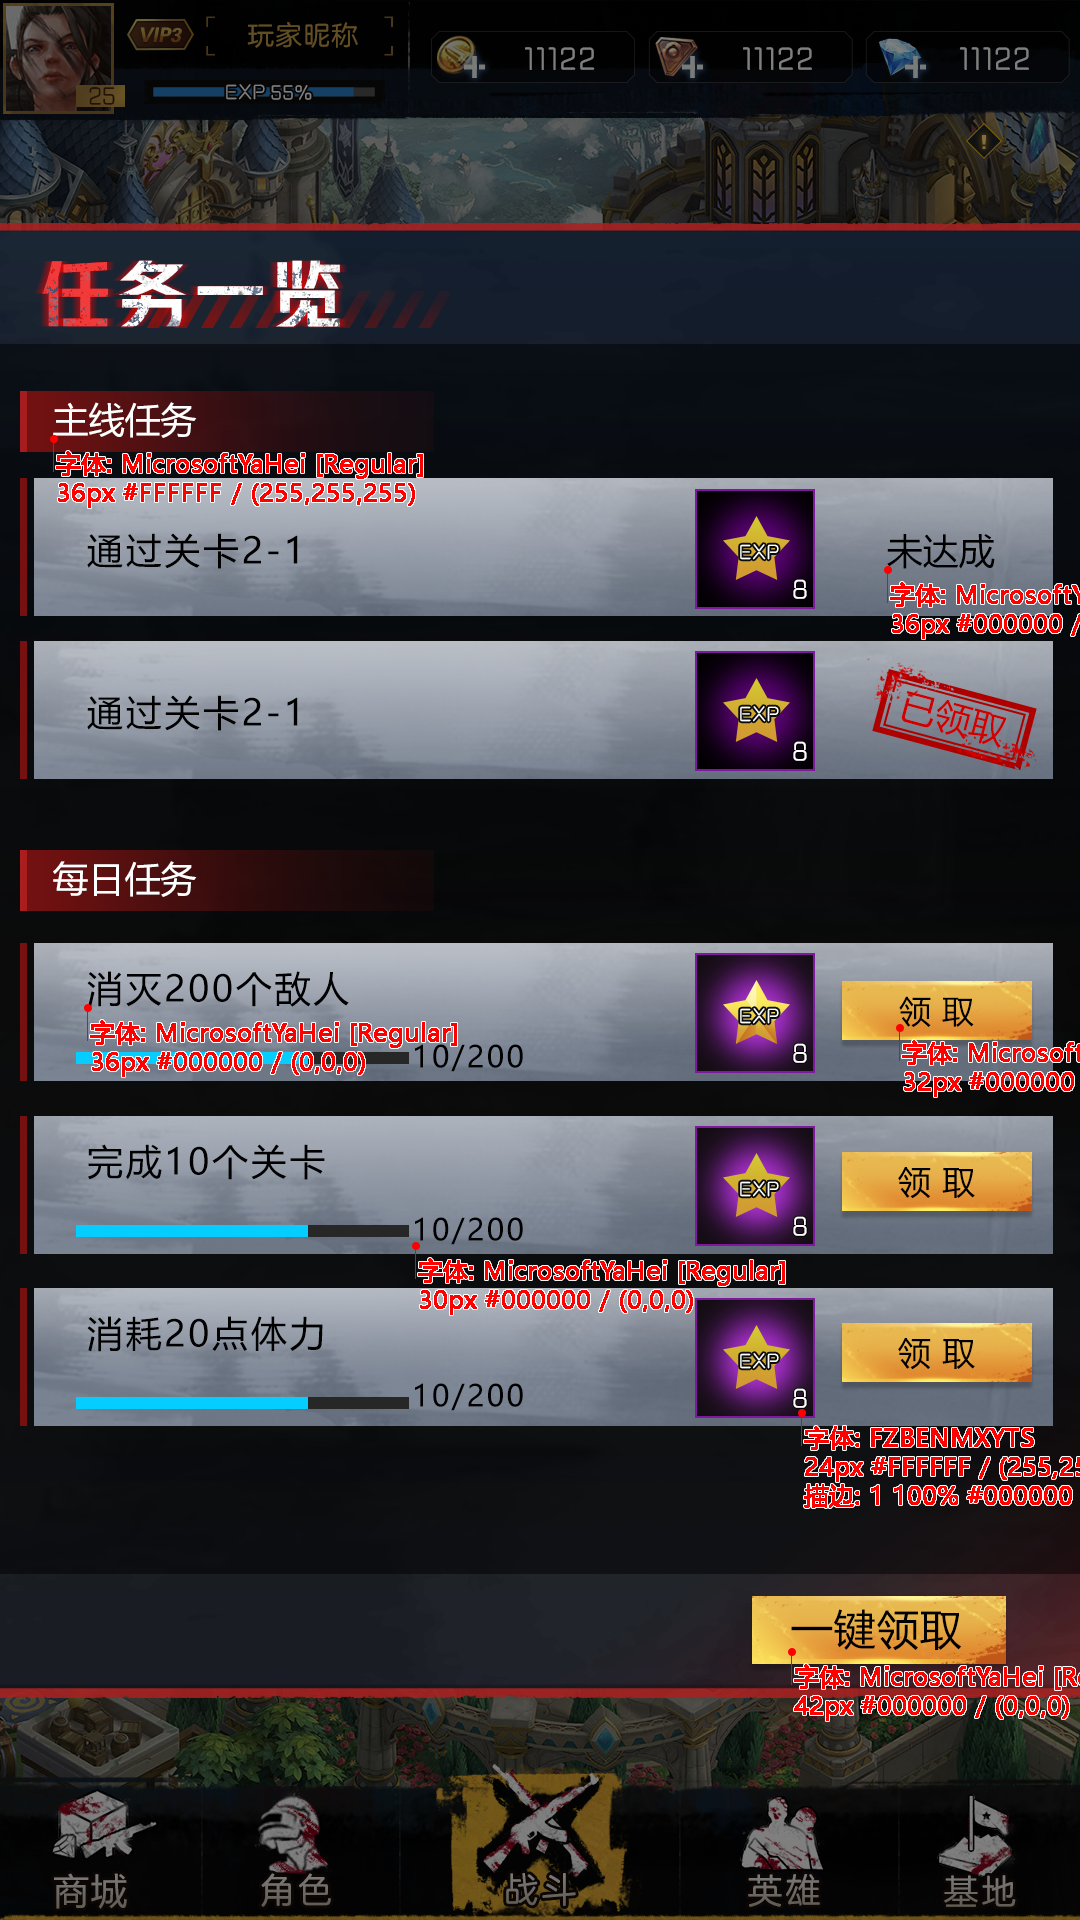 VIP3
玩家昵称
25
EXP 55%
11122
11122
11122
任务一览
主线任务
字体: MicrosoftYaHei [Regular]
36px #FFFFFF / (255,255,255)
通过关卡2-1
EXP
8
未达成
字体: MicrosoftY
36px #000000 /
通过关卡2-1
EXP
8
已领取
每日任务
消灭200个敌人
字体: MicrosoftYaHei [Regular]
36px #000000 / (0,0,0)
10/200
EXP
8
领 取
字体: Microsoft
32px #000000
完成10个关卡
10/200
字体: MicrosoftYaHei [Regular]
30px #000000 / (0,0,0)
EXP
8
领 取
消耗20点体力
10/200
EXP
8
领 取
字体: FZBENMXYTS
24px #FFFFFF / (255,25
描边: 1 100% #000000
一键领取
字体: MicrosoftYaHei [Re
42px #000000 / (0,0,0)
商城
角色
战斗
英雄
基地